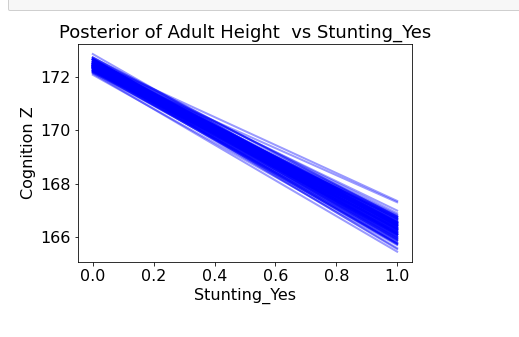 Posterior of Adult Height  vs Stunting_Yes
Cognition Z
172
170
168
166
0.0 0.2 0.4 0.6 0.8 1.0
Stunting_Yes